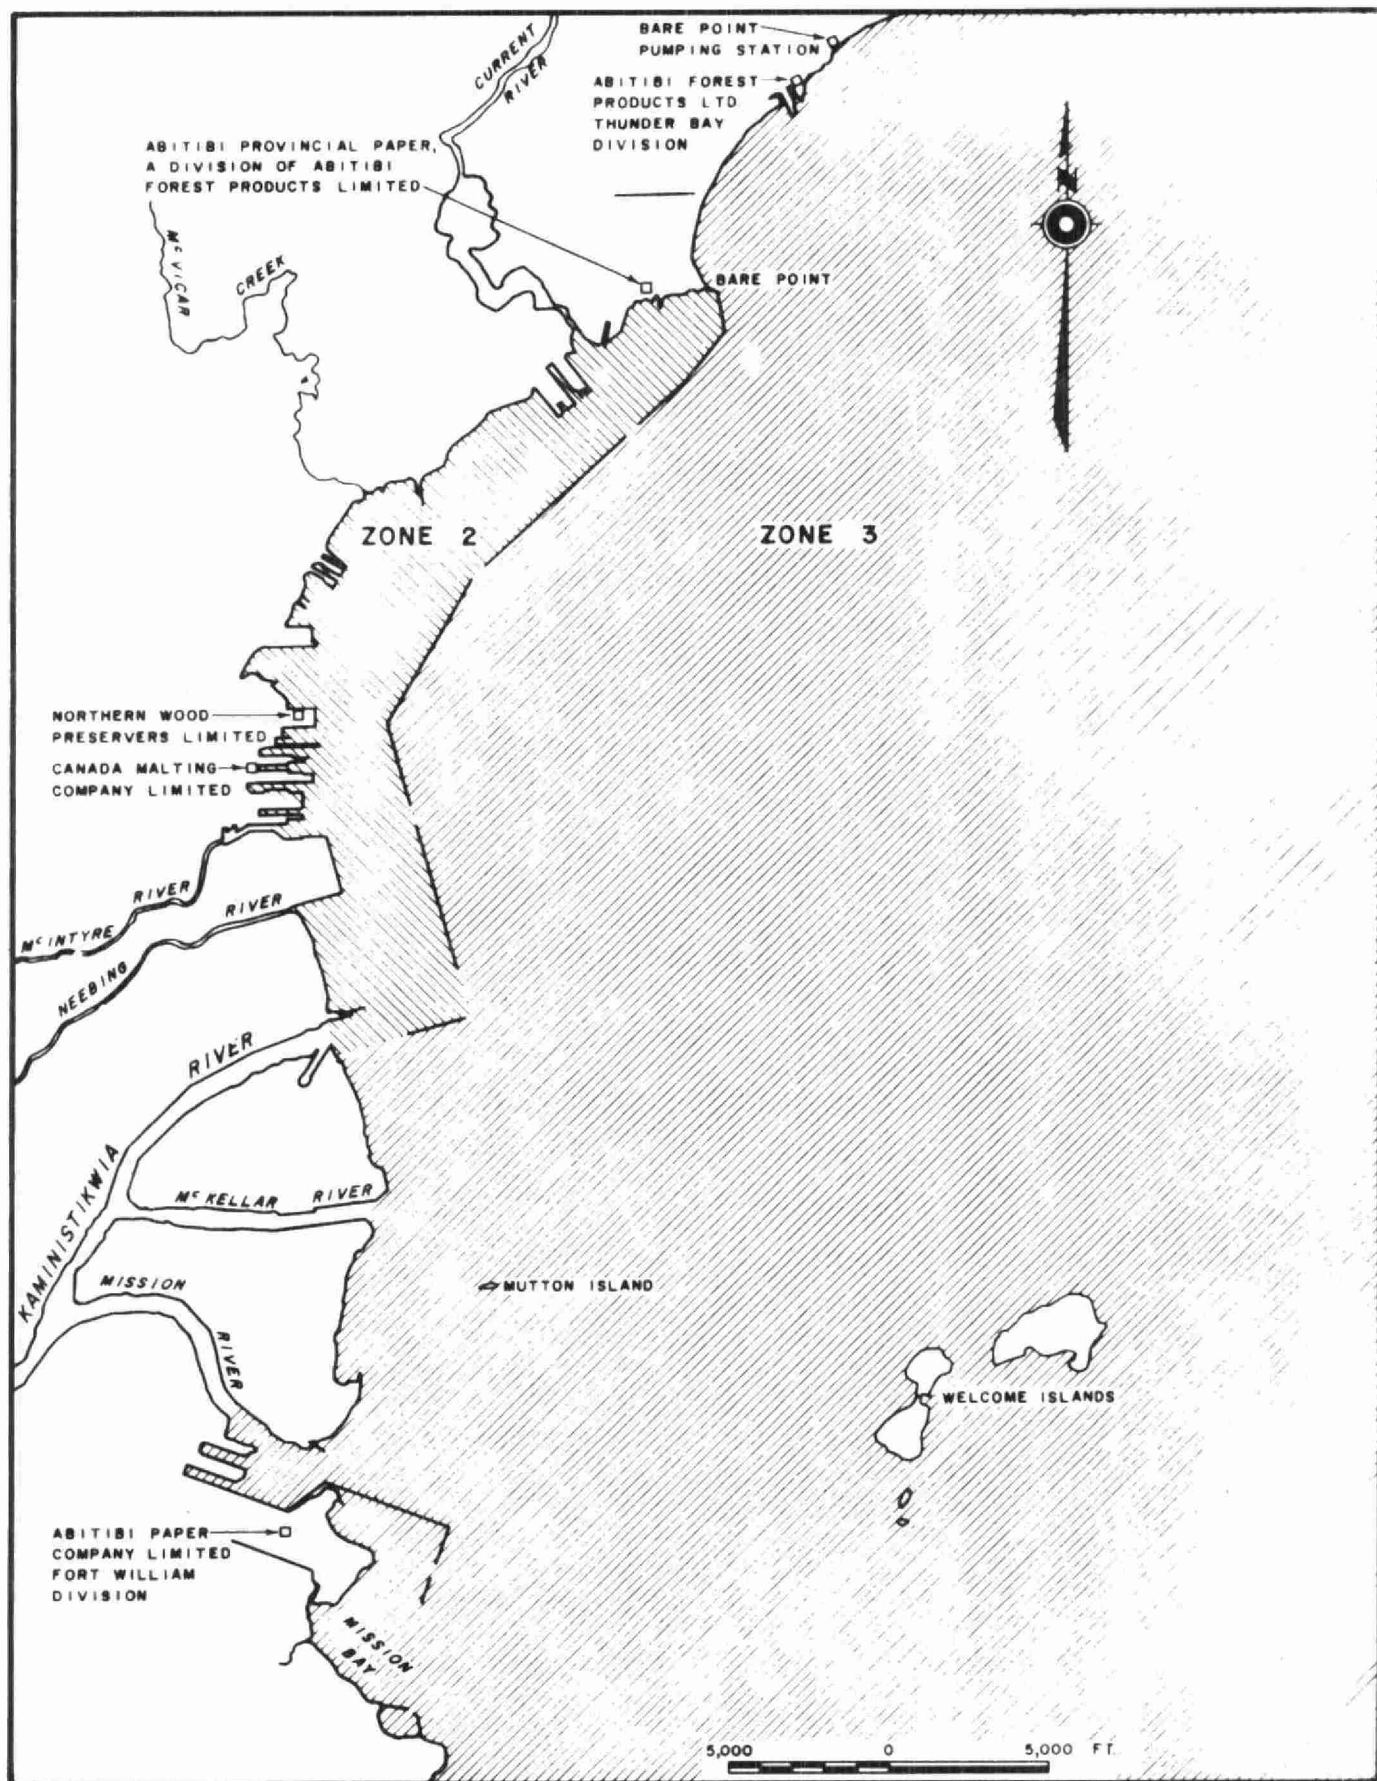 BARE POINT
PUMPING STATION
CURRENT
RIVER
ABITIBI FOREST
PRODUCTS LTD
THUNDER BAY
DIVISION
ABITIBI PROVINCIAL PAPER,
A DIVISION OF ABITIBI
FOREST PRODUCTS LIMITED
N
McVICAR
CREEK
BARE POINT
ZONE 2
ZONE 3
NORTHERN WOOD
PRESERVERS LIMITED
CANADA MALTING
COMPANY LIMITED
McINTYRE
RIVER
NEEBING
RIVER
KAMINISTIKWIA
RIVER
McKELLAR RIVER
MISSION
RIVER
MUTTON ISLAND
WELCOME ISLANDS
ABITIBI PAPER
COMPANY LIMITED
FORT WILLIAM
DIVISION
MISSION
BAY
5,000 0 5,000 FT.